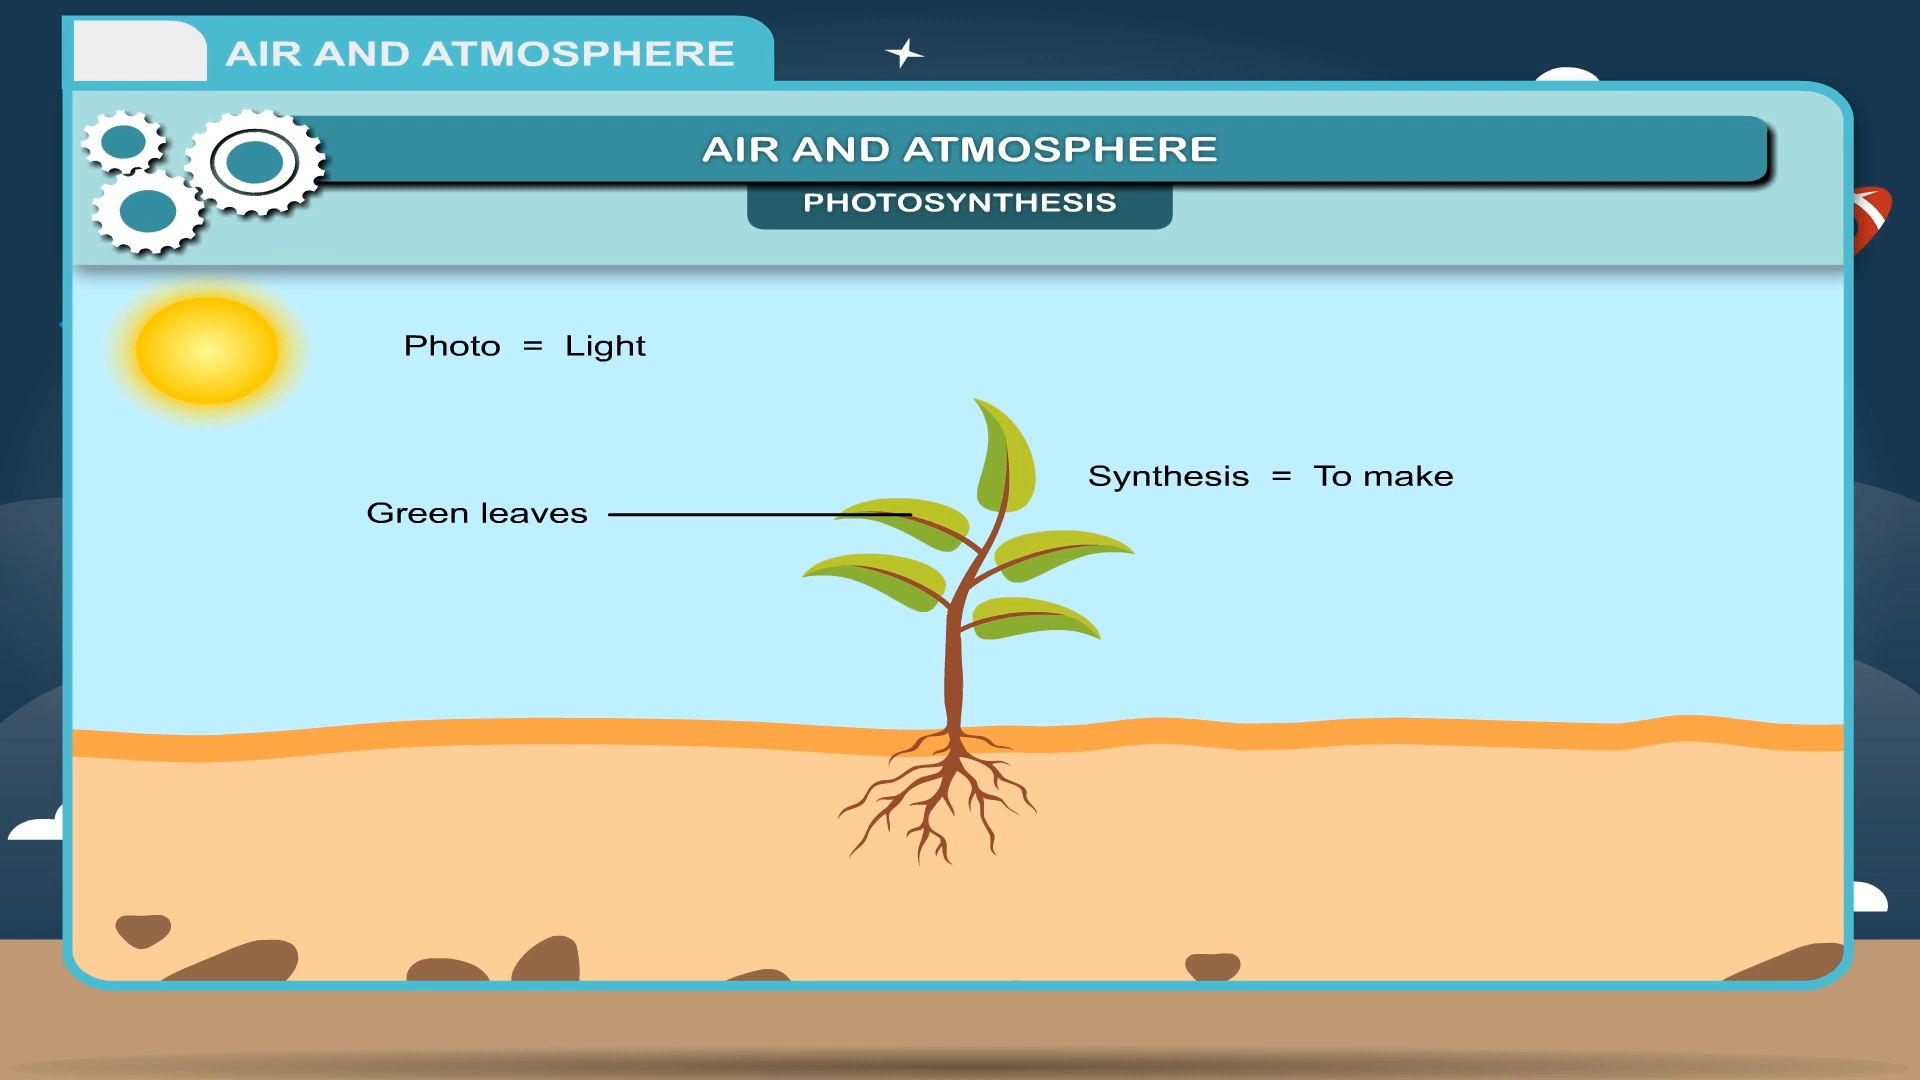 AIR AND ATMOSPHERE
AIR AND ATMOSPHERE
PHOTOSYNTHESIS
Photo = Light
Synthesis = To make
Green leaves